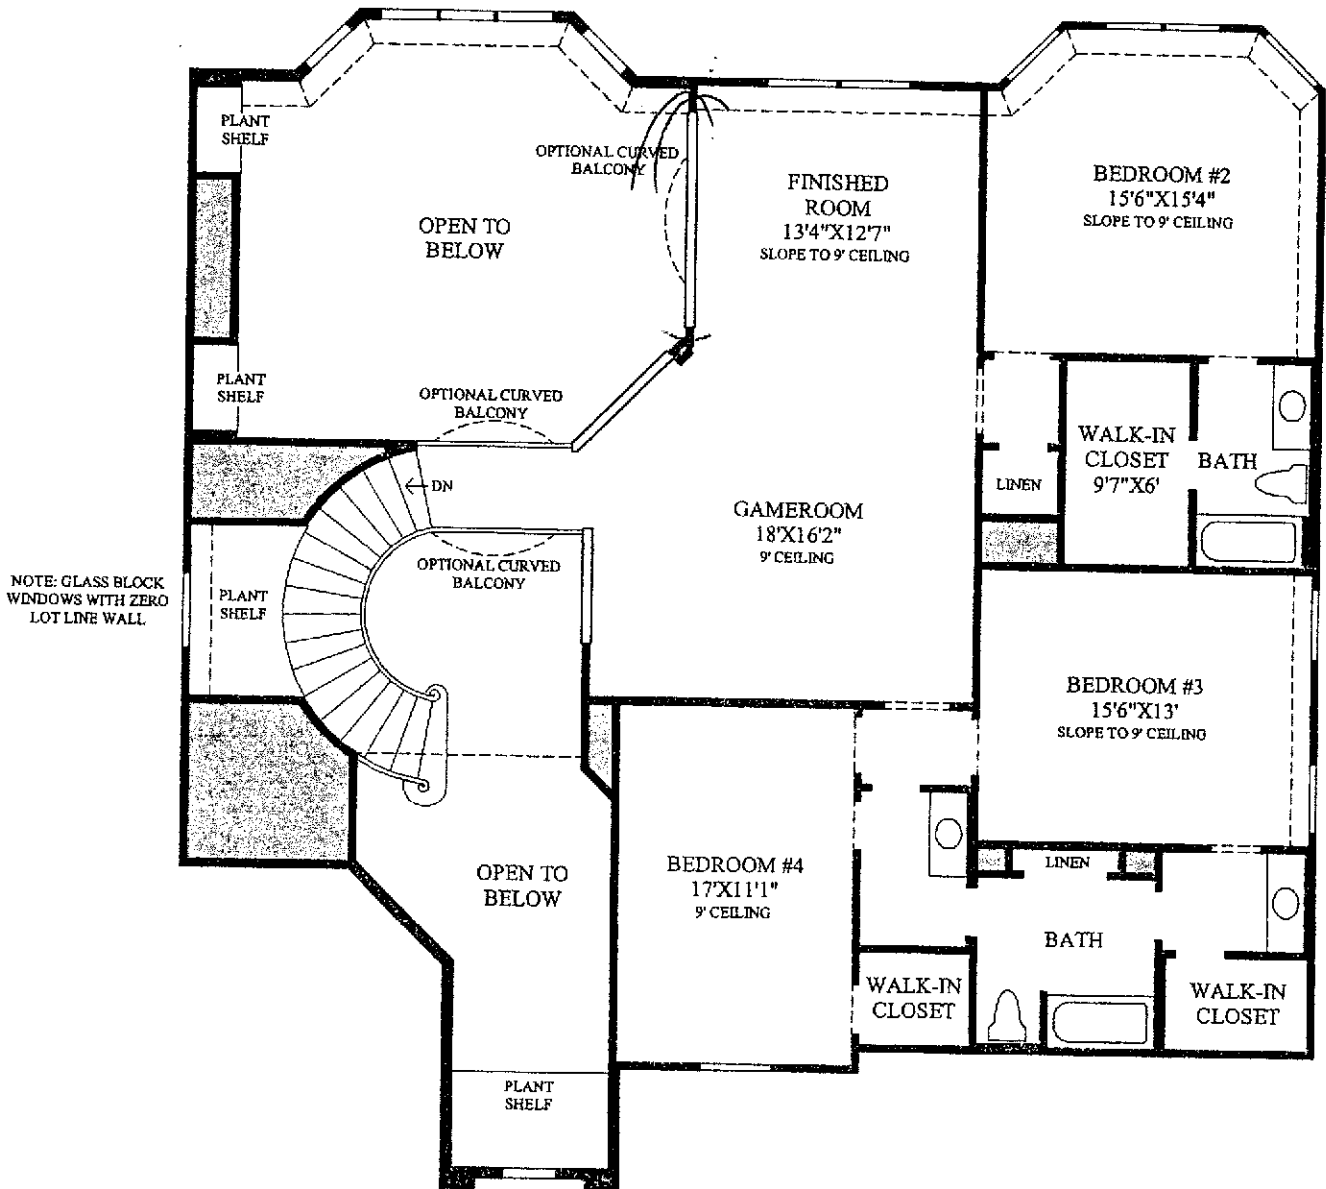 PLANT
SHELF
OPTIONAL CURVED
BALCONY
OPEN TO
BELOW
FINISHED
ROOM
13'4"X12'7"
SLOPE TO 9' CEILING
BEDROOM #2
15'6"X15'4"
SLOPE TO 9' CEILING
PLANT
SHELF
OPTIONAL CURVED
BALCONY
DN
WALK-IN
CLOSET
9'7"X6'
BATH
LINEN
GAMEROOM
18'X16'2"
9' CEILING
OPTIONAL CURVED
BALCONY
NOTE: GLASS BLOCK
WINDOWS WITH ZERO
LOT LINE WALL
PLANT
SHELF
BEDROOM #3
15'6"X13'
SLOPE TO 9' CEILING
OPEN TO
BELOW
BEDROOM #4
17'X11'1"
9' CEILING
LINEN
BATH
WALK-IN
CLOSET
WALK-IN
CLOSET
PLANT
SHELF